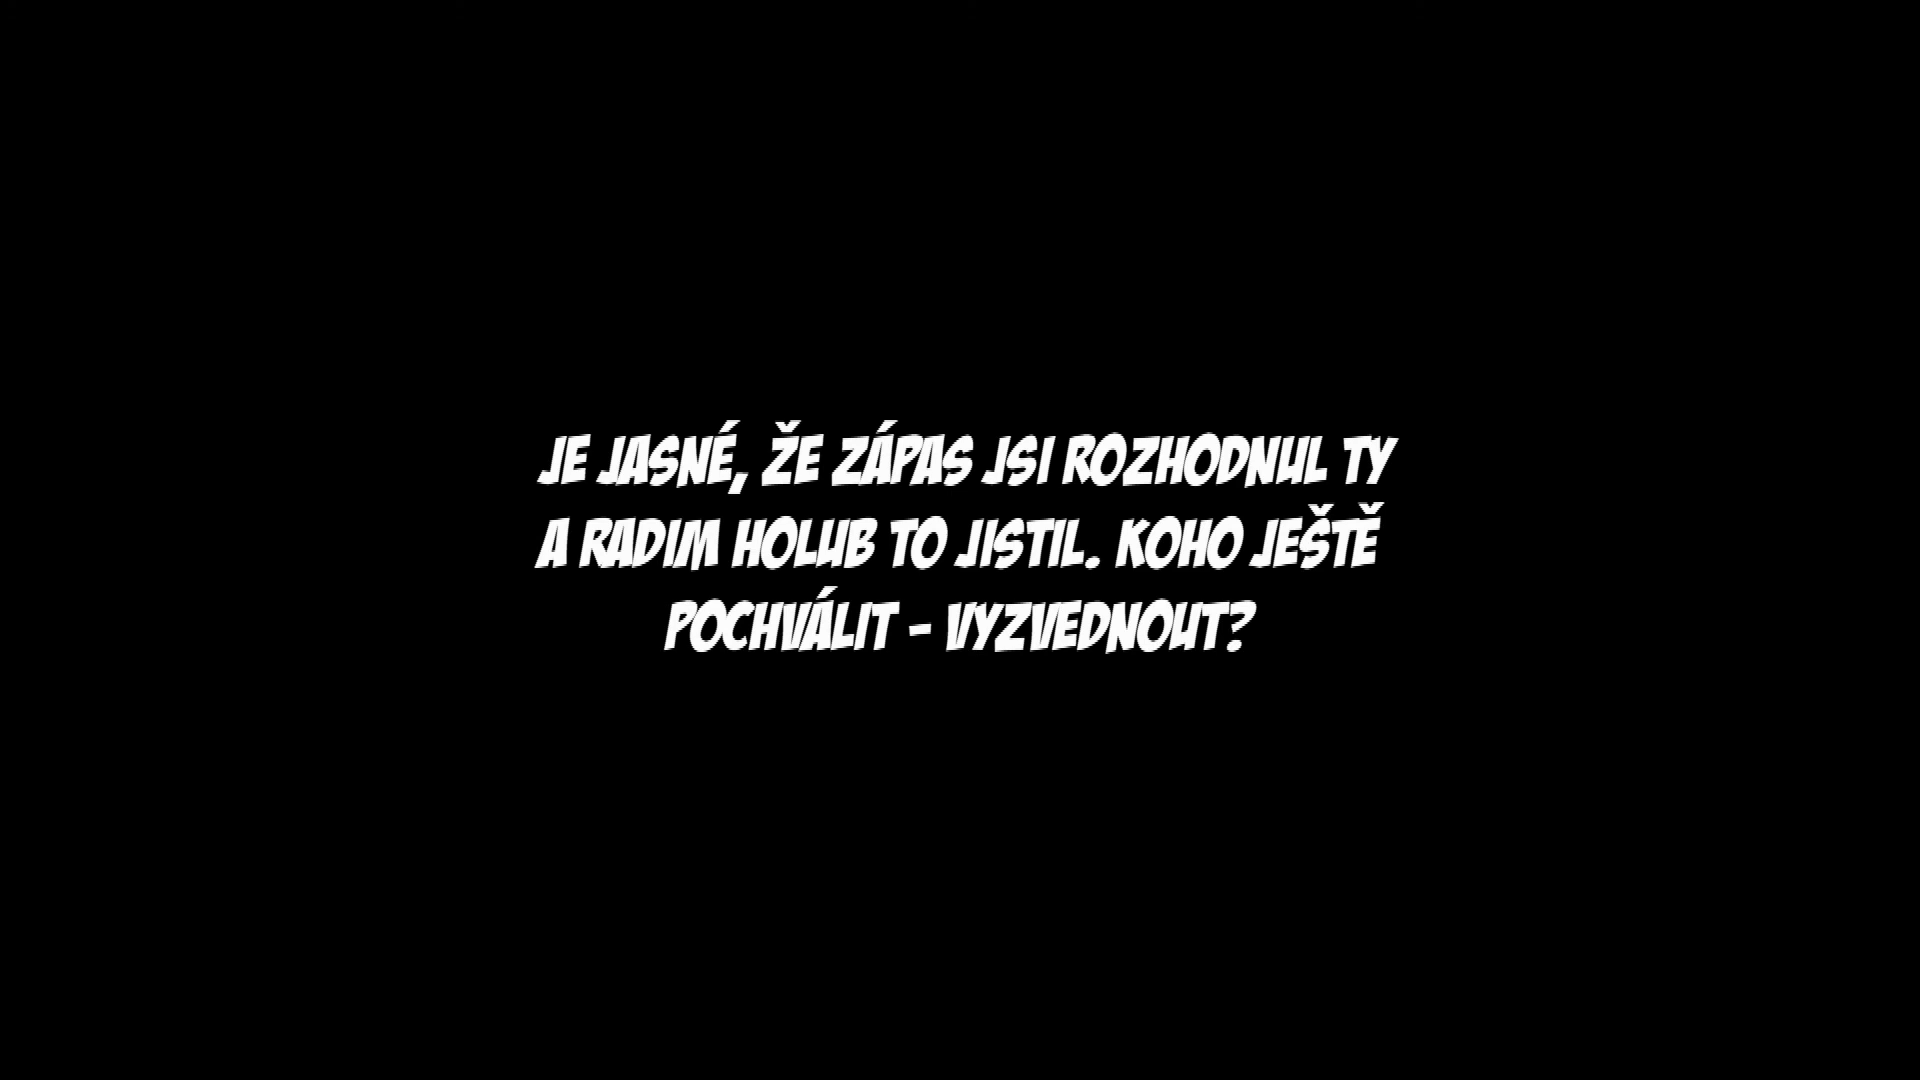 JE JASNÉ, ŽE ZÁPAS JSI ROZHODNUL TY
A RADIM HOLUB TO JISTIL. KOHO JEŠTĚ
POCHVÁLIT - VYZVEDNOUT?